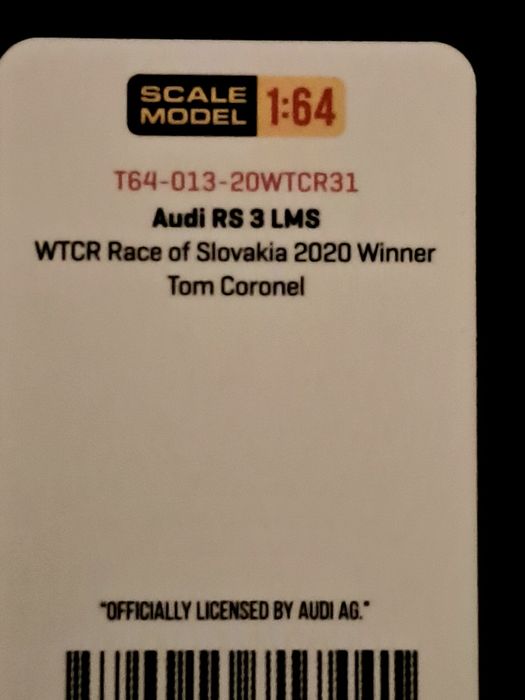 SCALE
MODEL 1:64
T64-013-20WTCR31
Audi RS 3 LMS
WTCR Race of Slovakia 2020 Winner
Tom Coronel
"OFFICIALLY LICENSED BY AUDI AG."